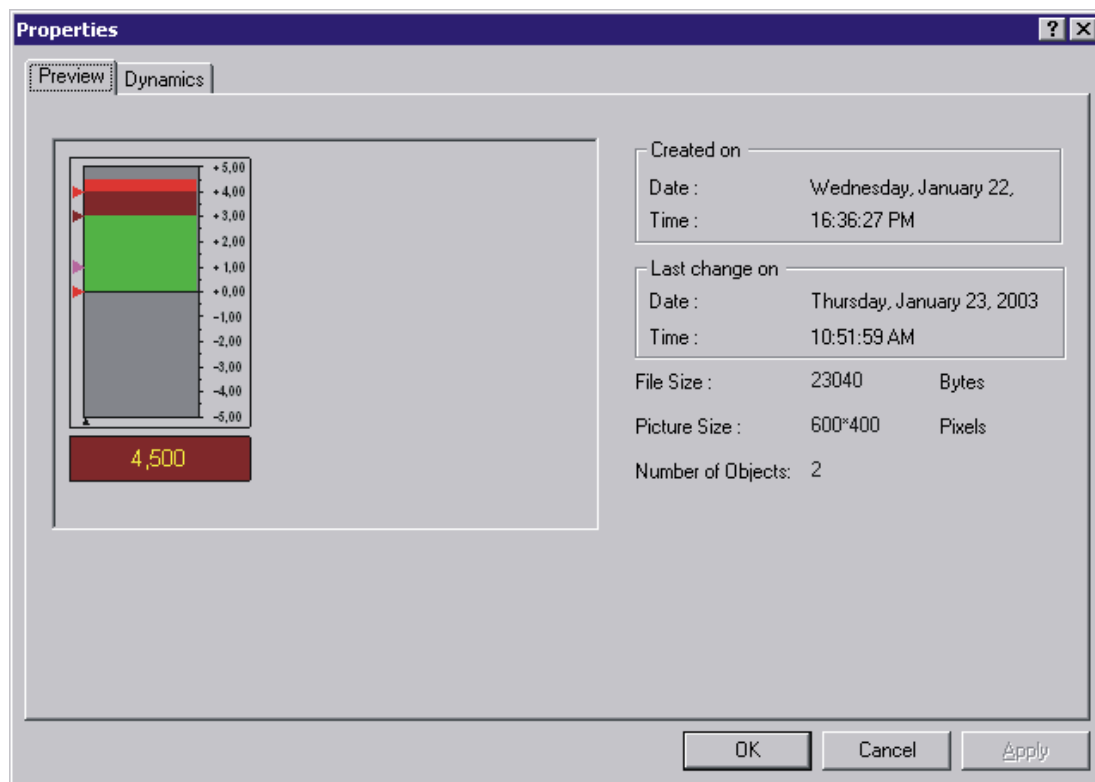 Properties
Preview Dynamics
+5,00
+4,00
+3,00
+2,00
+1,00
+0,00
-1,00
-2,00
-3,00
-4,00
-5,00
4,500
Created on
Date : Wednesday, January 22,
Time : 16:36:27 PM
Last change on
Date : Thursday, January 23, 2003
Time : 10:51:59 AM
File Size : 23040 Bytes
Picture Size : 600*400 Pixels
Number of Objects: 2
OK Cancel Apply